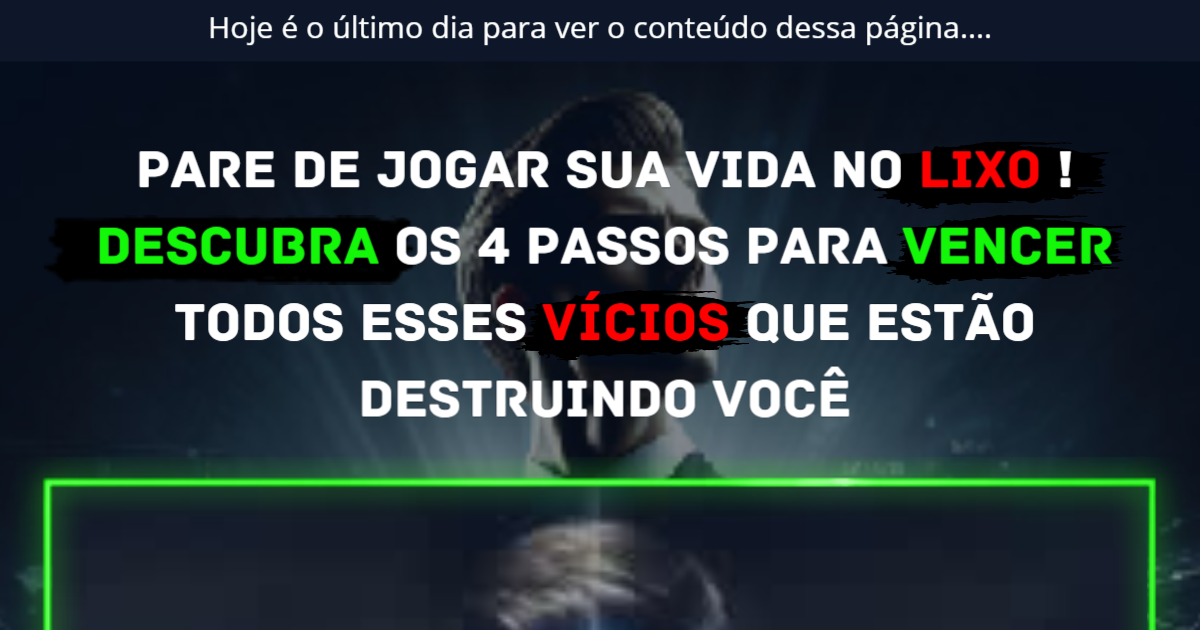 Hoje é o último dia para ver o conteúdo dessa página....
PARE DE JOGAR SUA VIDA NO LIXO !
DESCUBRA OS 4 PASSOS PARA VENCER
TODOS ESSES VÍCIOS QUE ESTÃO
DESTRUINDO VOCÊ